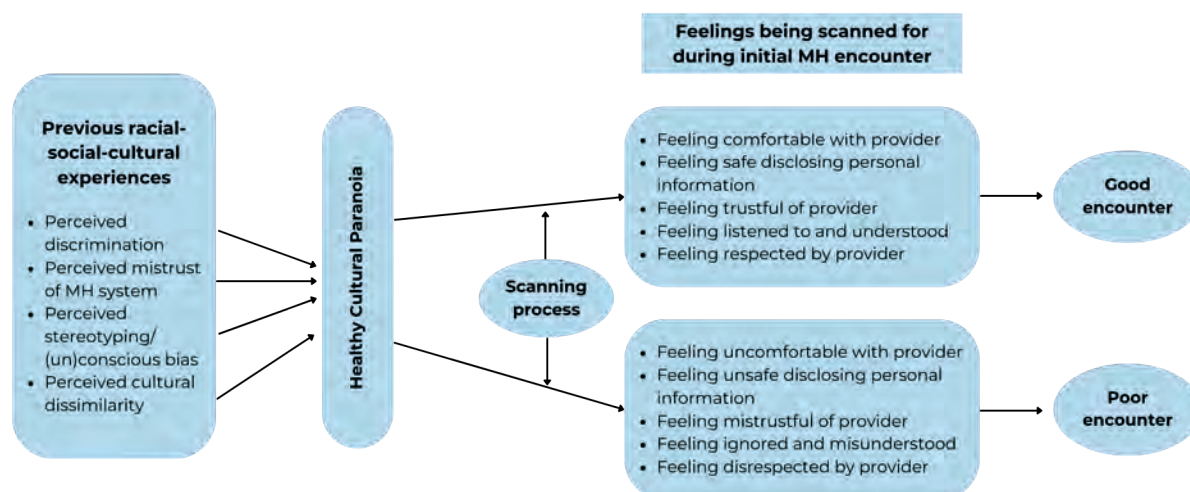 Previous racial-
social-cultural
experiences
• Perceived
discrimination
• Perceived mistrust
of MH system
• Perceived
stereotyping/
(un)conscious bias
• Perceived cultural
dissimilarity
Healthy Cultural Paranoia
Scanning
process
Feelings being scanned for
during initial MH encounter
• Feeling comfortable with provider
• Feeling safe disclosing personal
information
• Feeling trustful of provider
• Feeling listened to and understood
• Feeling respected by provider
Good
encounter
• Feeling uncomfortable with provider
• Feeling unsafe disclosing personal
information
• Feeling mistrustful of provider
• Feeling ignored and misunderstood
• Feeling disrespected by provider
Poor
encounter